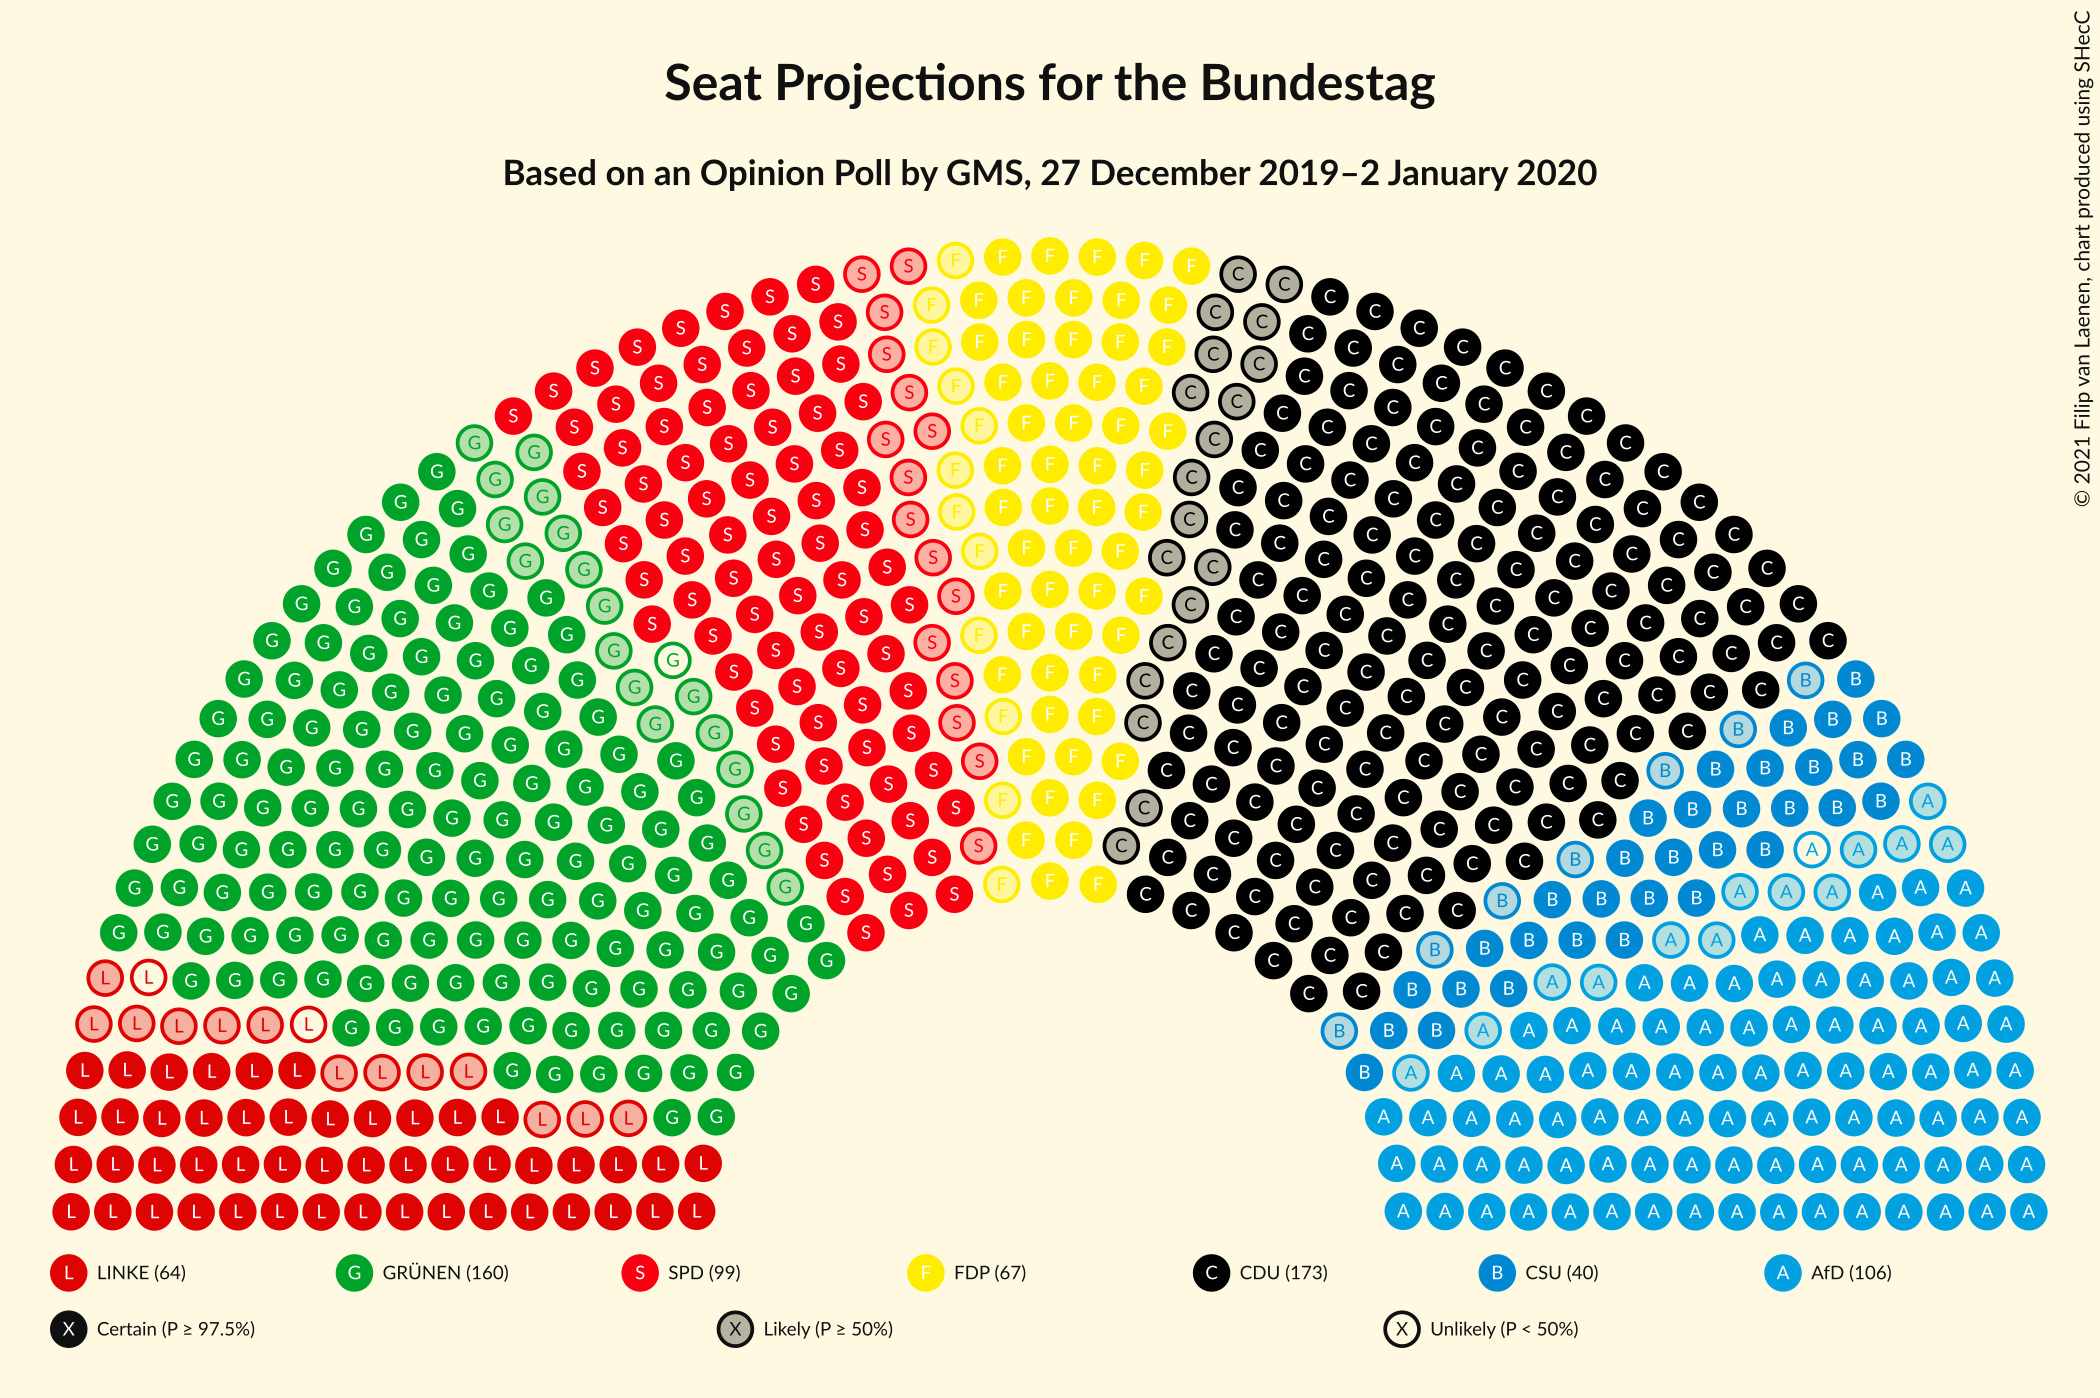 Seat Projections for the Bundestag
Based on an Opinion Poll by GMS, 27 December 2019–2 January 2020
© 2021 Filip van Laenen, chart produced using SHecC
L LINKE (64) G GRÜNEN (160) S SPD (99) F FDP (67) C CDU (173) B CSU (40) A AfD (106)
X Certain (P ≥ 97.5%) X Likely (P ≥ 50%) X Unlikely (P < 50%)